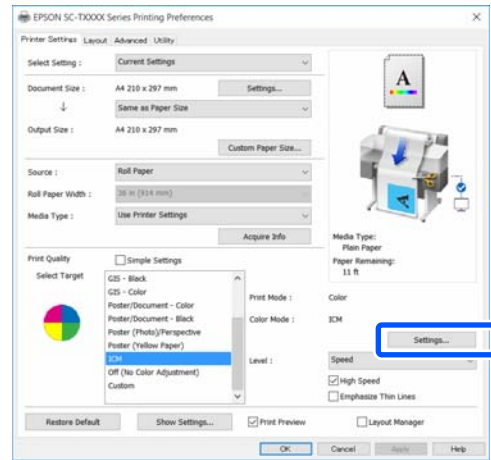 EPSON SC-TXXXX Series Printing Preferences
Printer Settings Layout Advanced Utility
Select Setting : Current Settings
Document Size : A4 210 x 297 mm Settings...
Same as Paper Size
Output Size : A4 210 x 297 mm
Custom Paper Size...
Source : Roll Paper
Roll Paper Width : 36 in (914 mm)
Media Type : Use Printer Settings
Acquire Info
A
Media Type:
Plain Paper
Paper Remaining:
11 ft
Print Quality Simple Settings
Select Target
GIS - Black
GIS - Color
Poster/Document - Color
Poster/Document - Black
Poster (Photo)/Perspective
Poster (Yellow Paper)
ICM
Off (No Color Adjustment)
Custom
Print Mode : Color
Color Mode : ICM
Settings...
Level : Speed
High Speed
Emphasize Thin Lines
Restore Default Show Settings... Print Preview Layout Manager
OK Cancel Apply Help